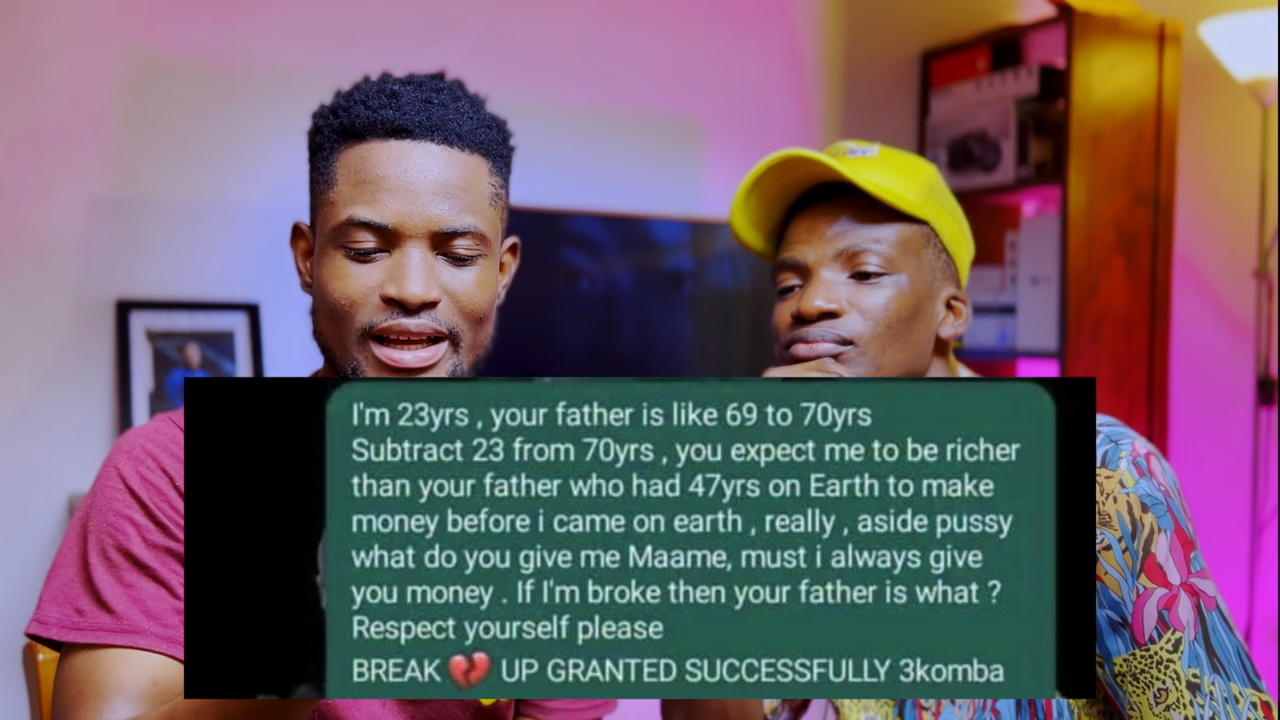 I'm 23yrs , your father is like 69 to 70yrs
Subtract 23 from 70yrs , you expect me to be richer
than your father who had 47yrs on Earth to make
money before i came on earth , really , aside pussy
what do you give me Maame, must i always give
you money . If I'm broke then your father is what ?
Respect yourself please
BREAK 💔 UP GRANTED SUCCESSFULLY 3komba